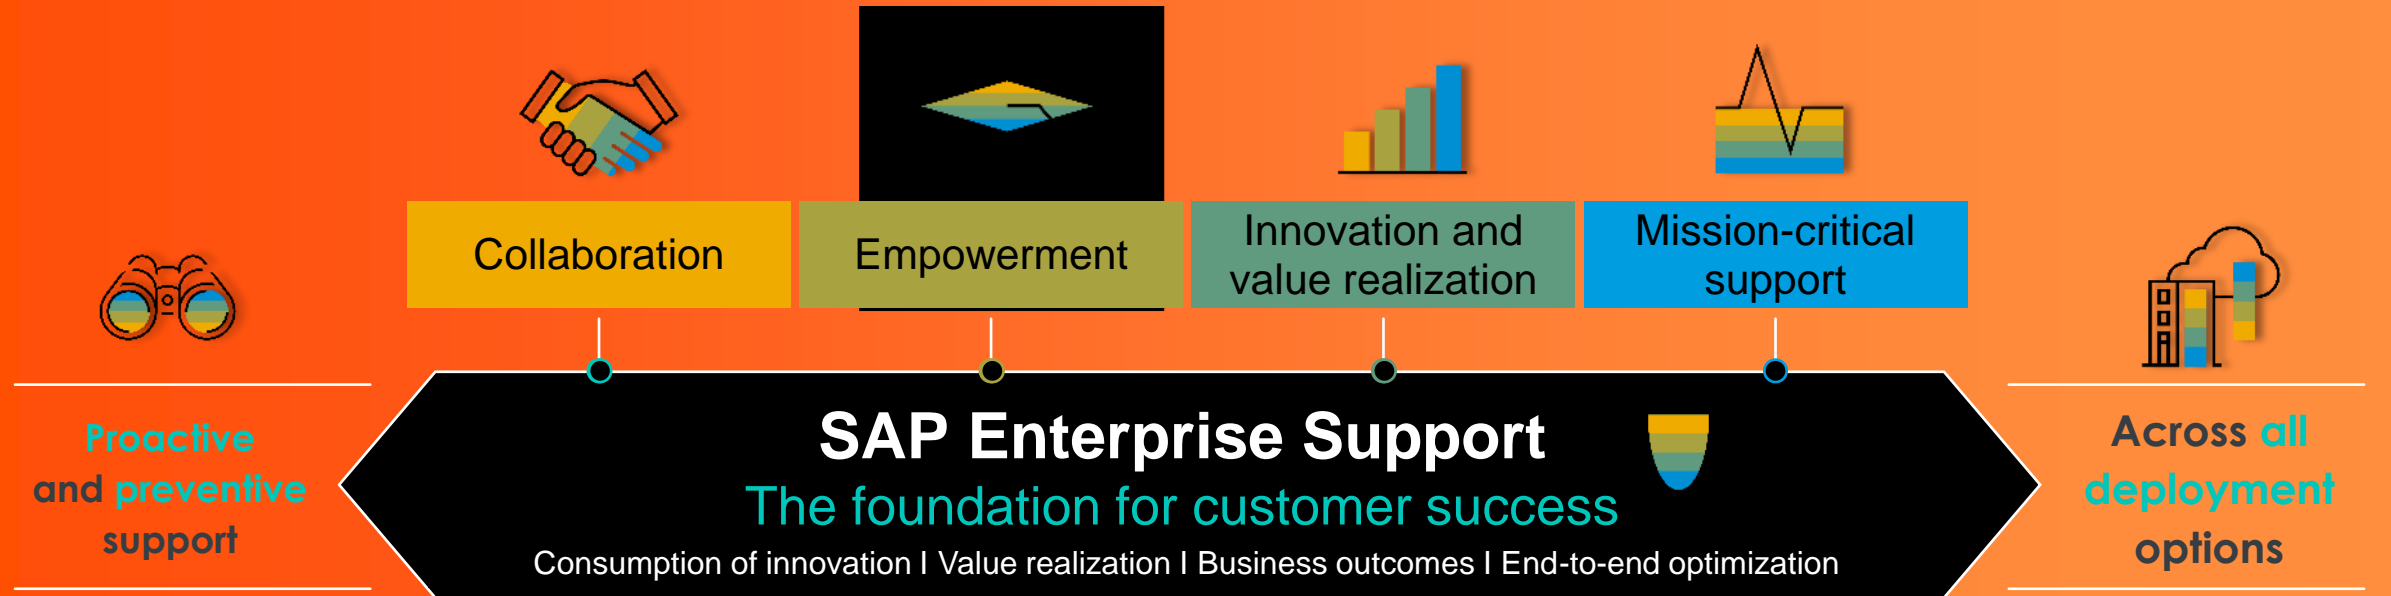 Collaboration
Empowerment
Innovation and
value realization
Mission-critical
support
Proactive
and preventive
support
SAP Enterprise Support
The foundation for customer success
Consumption of innovation I Value realization I Business outcomes I End-to-end optimization
Across all
deployment
options